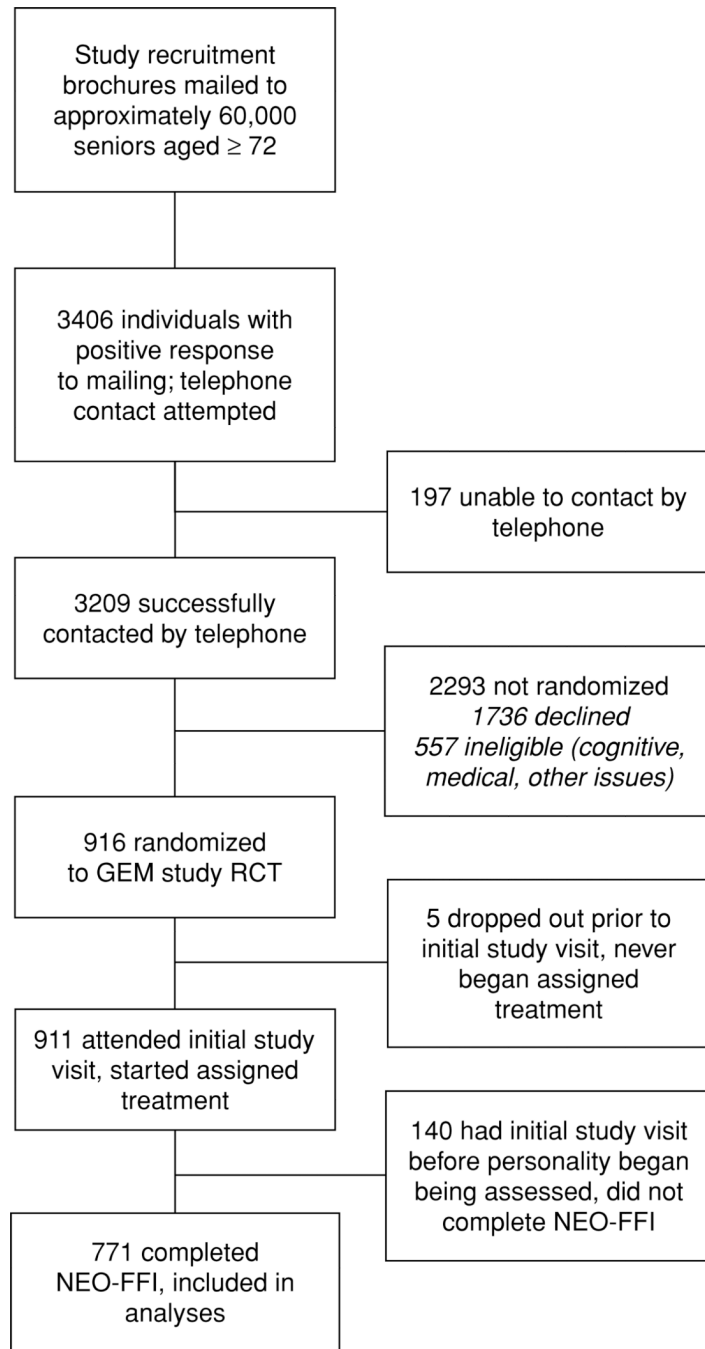 Study recruitment
brochures mailed to
approximately 60,000
seniors aged ≥ 72
3406 individuals with
positive response
to mailing; telephone
contact attempted
197 unable to contact by
telephone
3209 successfully
contacted by telephone
2293 not randomized
1736 declined
557 ineligible (cognitive,
medical, other issues)
916 randomized
to GEM study RCT
5 dropped out prior to
initial study visit, never
began assigned
treatment
911 attended initial study
visit, started assigned
treatment
140 had initial study visit
before personality began
being assessed, did not
complete NEO-FFI
771 completed
NEO-FFI, included in
analyses